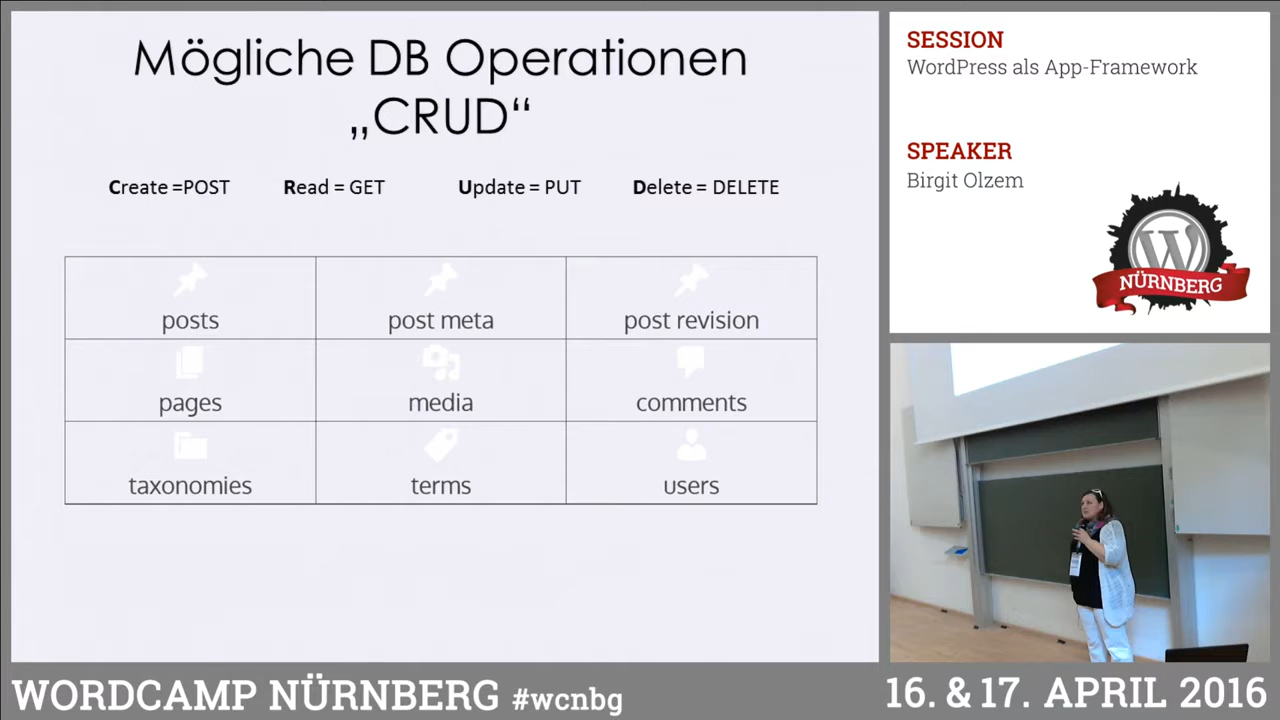 Mögliche DB Operationen
„CRUD“
Create =POST Read = GET Update = PUT Delete = DELETE
posts post meta post revision
pages media comments
taxonomies terms users
SESSION
WordPress als App-Framework
SPEAKER
Birgit Olzem
W
NÜRNBERG
WORDCAMP NÜRNBERG #wcnbg
16. & 17. APRIL 2016